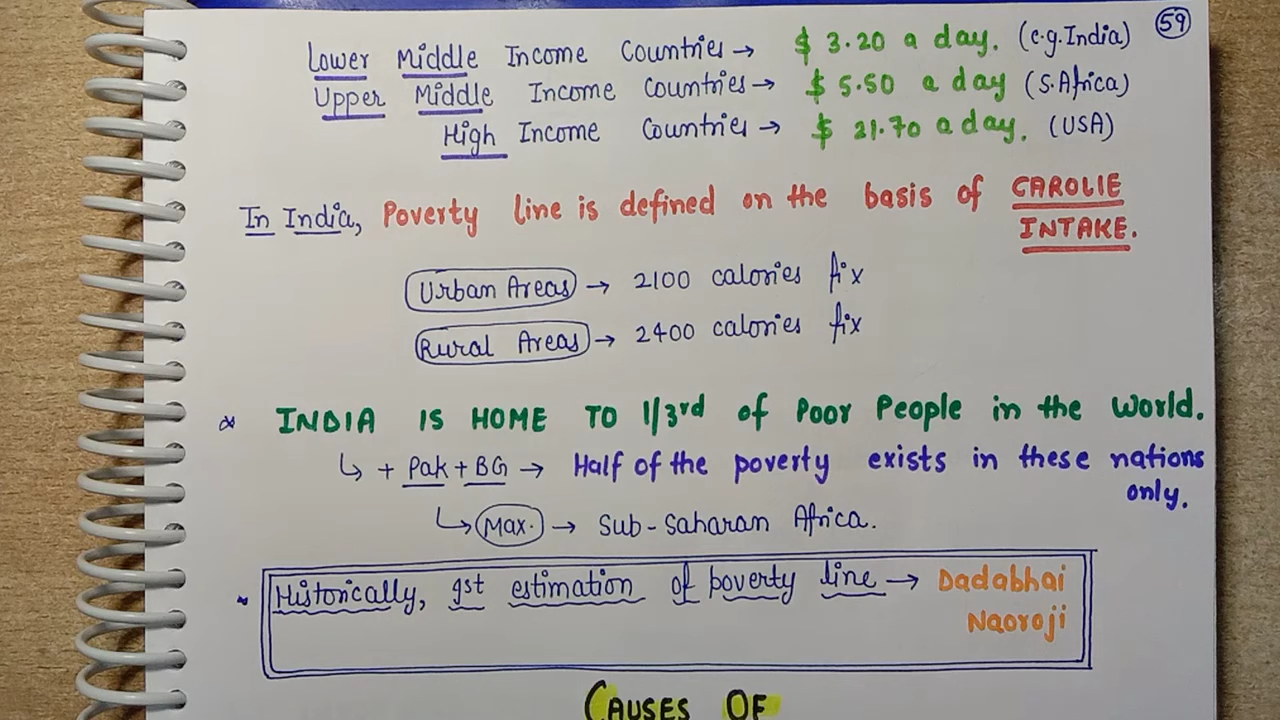 59
Lower Middle Income Countries → $ 3.20 a day. (e.g. India)
Upper Middle Income Countries → $ 5.50 a day (S. Africa)
High Income Countries → $ 21.70 a day. (USA)
In India, Poverty line is defined on the basis of CAROLIE
INTAKE.
Urban Areas → 2100 calories fix
Rural Areas → 2400 calories fix
* INDIA IS HOME TO 1/3rd of Poor People in the World.
↳ + Pak + BG → Half of the poverty exists in these nations
only.
↳ Max. → Sub-Saharan Africa.
* Historically, 1st estimation of poverty line → Dadabhai
Naoroji
CAUSES OF